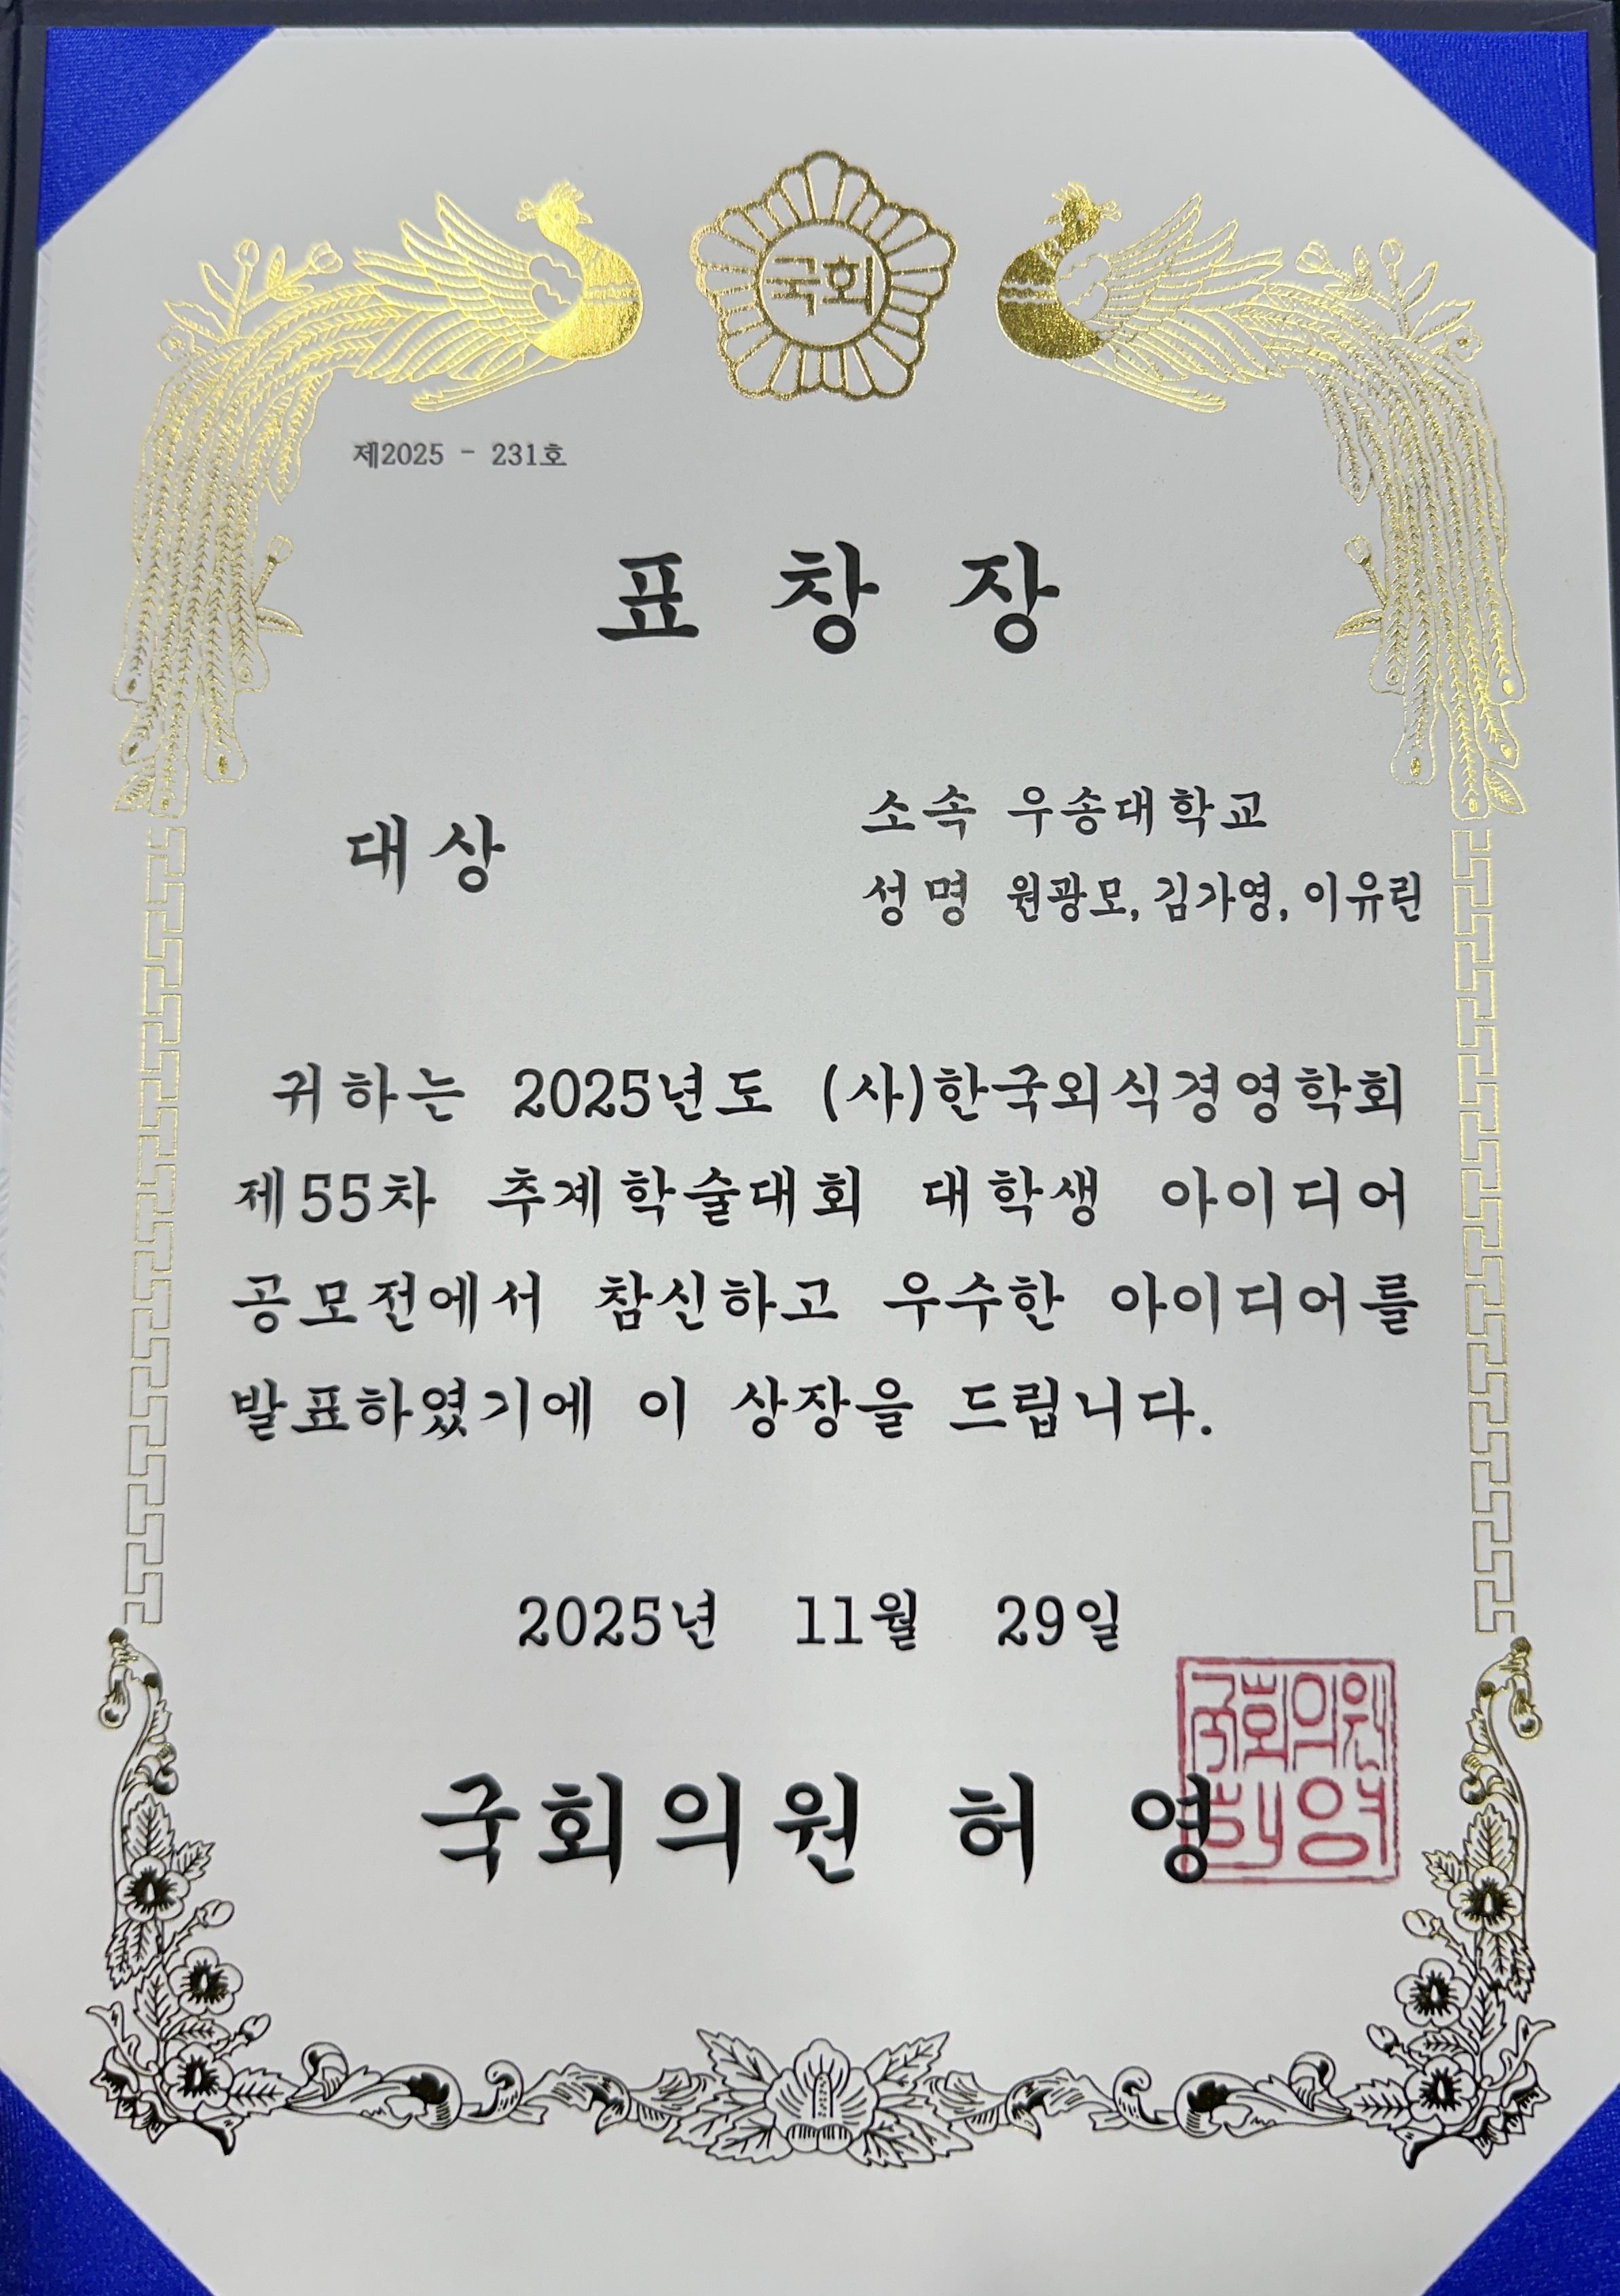 국회
제2025 - 231호
표 창 장
대상
소속 우송대학교
성명 원광모, 김가영, 이유린
귀하는 2025년도 (사)한국외식경영학회
제55차 추계학술대회 대학생 아이디어
공모전에서 참신하고 우수한 아이디어를
발표하였기에 이 상장을 드립니다.
2025년 11월 29일
국회의원 허 영
국회의원
허영